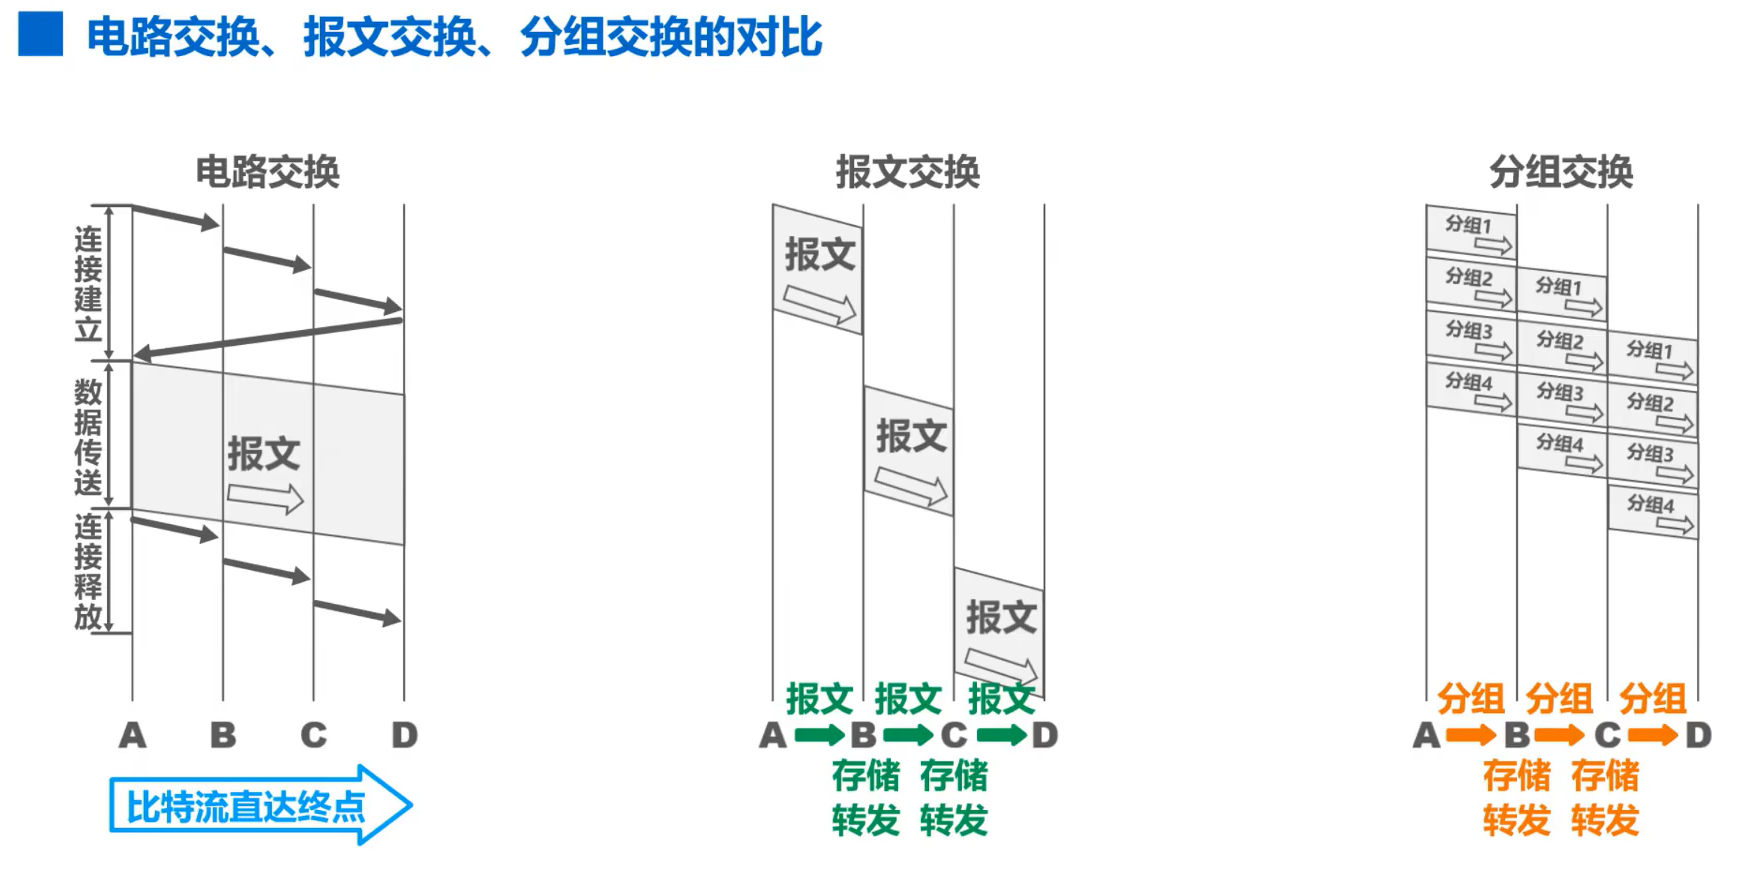 电路交换、报文交换、分组交换的对比
电路交换
连接建立
数据传送
连接释放
报文
A B C D
比特流直达终点
报文交换
报文
报文
报文
报文 报文 报文
A B C D
存储转发 存储转发
分组交换
分组1
分组2 分组1
分组3 分组2 分组1
分组4 分组3 分组2
分组4 分组3
分组4
分组 分组 分组
A B C D
存储转发 存储转发